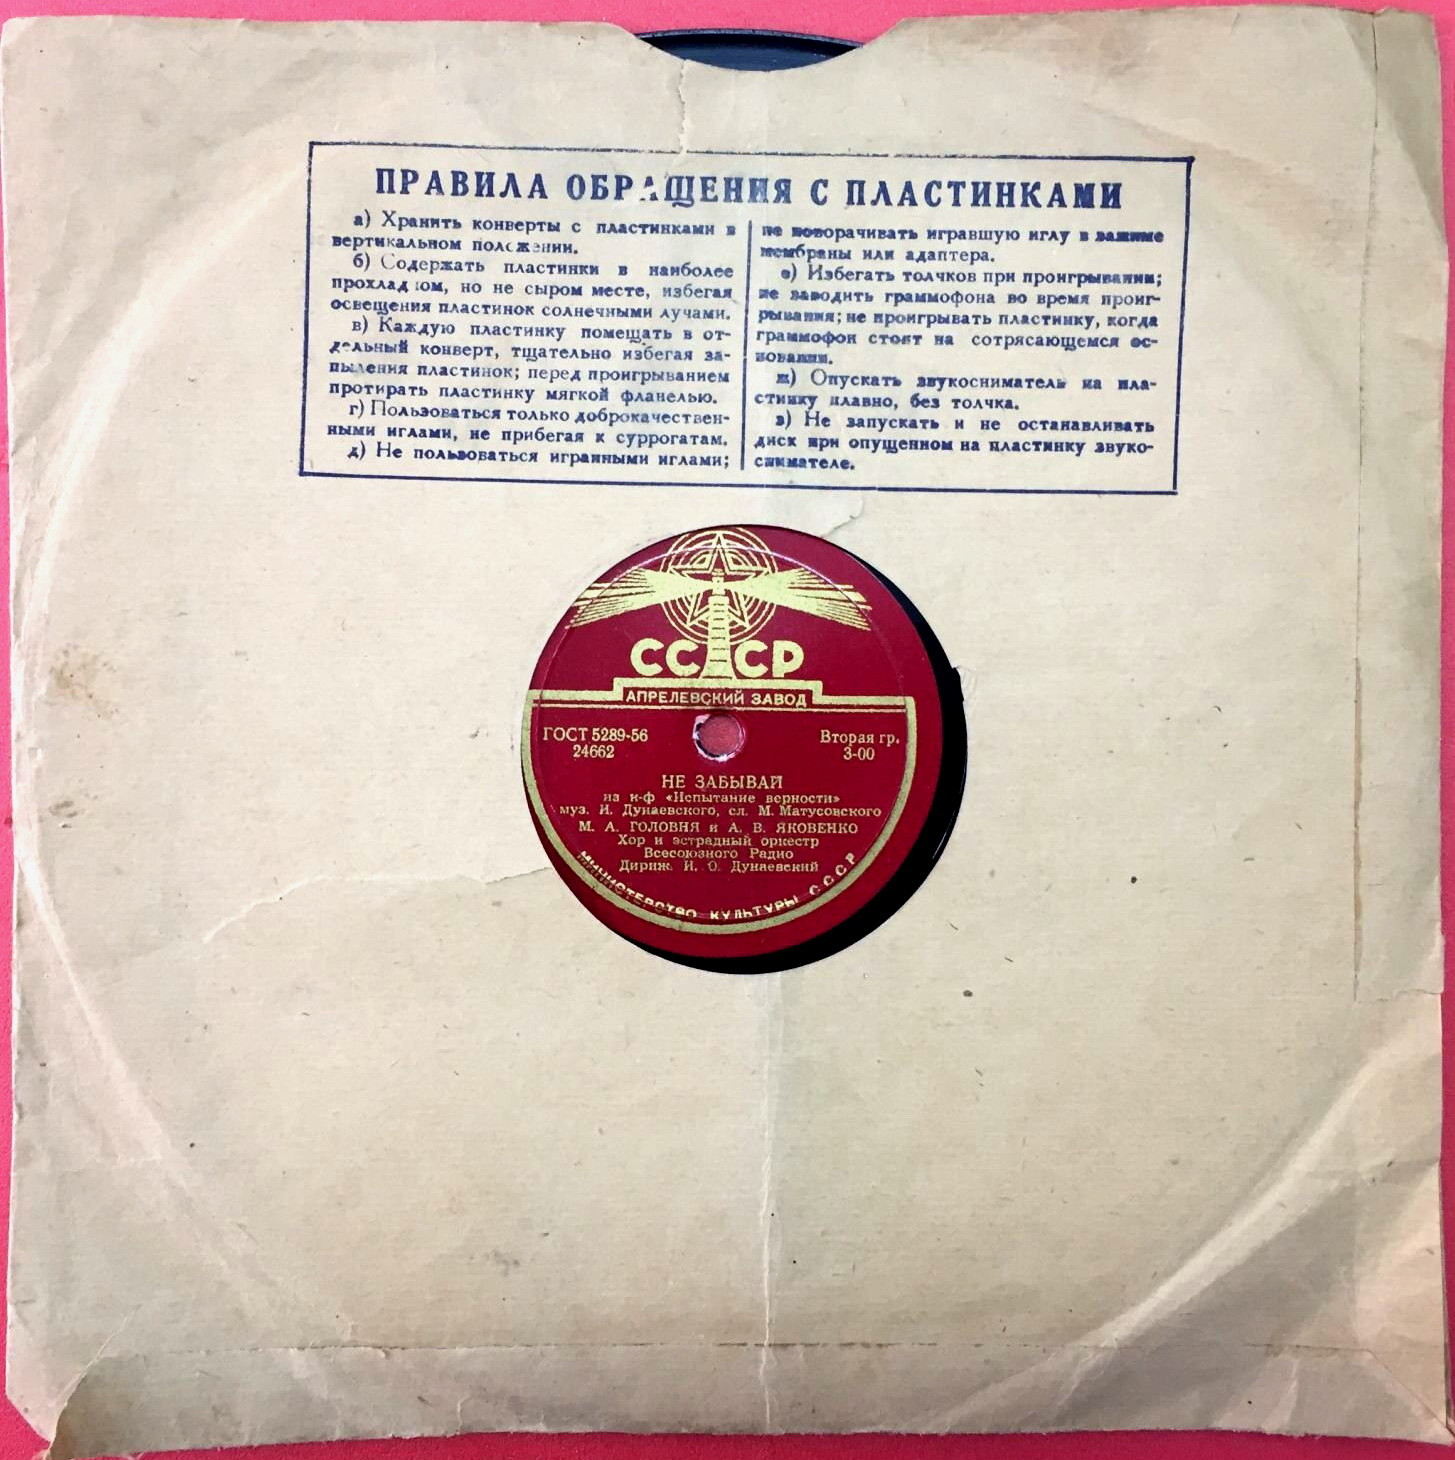 ПРАВИЛА ОБРАЩЕНИЯ С ПЛАСТИНКАМИ
а) Хранить конверты с пластинками в
вертикальном положении.
б) Содержать пластинки в наиболее
прохладном, но не сыром месте, избегая
освещения пластинок солнечными лучами.
в) Каждую пластинку помещать в от-
дельный конверт, тщательно избегая за-
пыления пластинок; перед проигрыванием
протирать пластинку мягкой фланелью.
г) Пользоваться только доброкачествен-
ными иглами, не прибегая к суррогатам.
д) Не пользоваться игранными иглами;
не поворачивать игравшую иглу в зажиме
мембраны или адаптера.
е) Избегать толчков при проигрывании;
не заводить граммофона во время проиг-
рывания; не проигрывать пластинку, когда
граммофон стоит на сотрясающемся ос-
новании.
ж) Опускать звукосниматель на пла-
стинку плавно, без толчка.
з) Не запускать и не останавливать
диск при опущенном на пластинку звуко-
снимателе.
СССР
АПРЕЛЕВСКИЙ ЗАВОД
ГОСТ 5289-56
24662
Вторая гр.
3-00
НЕ ЗАБЫВАЙ
из к-ф «Испытание верности»
муз. И. Дунаевского, сл. М. Матусовского
М. А. ГОЛОВНЯ и А. В. ЯКОВЕНКО
Хор и эстрадный оркестр
Всесоюзного Радио
Дириж. И. О. Дунаевский
МИНИСТЕРСТВО КУЛЬТУРЫ СССР